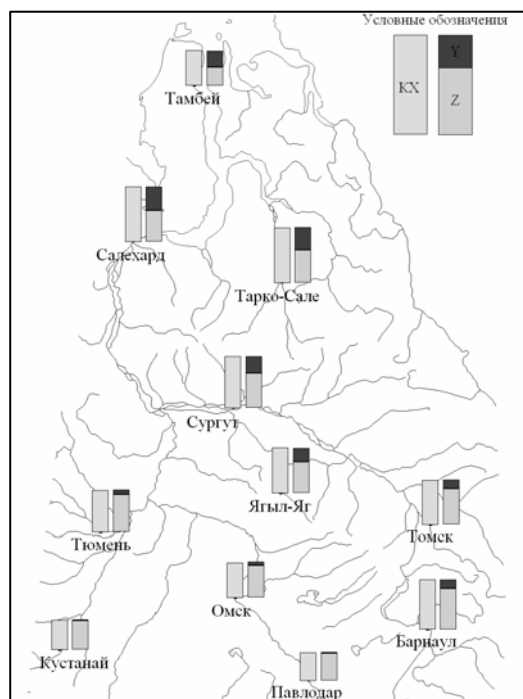 Условные обозначения
KX
Y
Z
Тамбей
Салехард
Тарко-Сале
Сургут
Ягыл-Яг
Тюмень
Томск
Омск
Барнаул
Кустанай
Павлодар